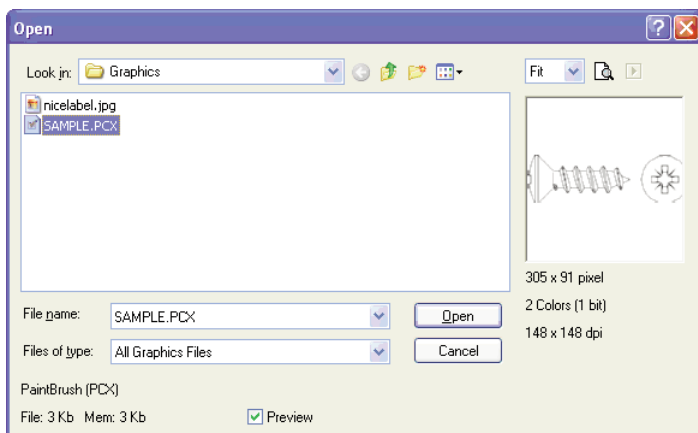 Open
Look in: Graphics
Fit
nicelabel.jpg
SAMPLE.PCX
305 x 91 pixel
2 Colors (1 bit)
148 x 148 dpi
File name: SAMPLE.PCX Open
Files of type: All Graphics Files Cancel
PaintBrush (PCX)
File: 3 Kb Mem: 3 Kb Preview